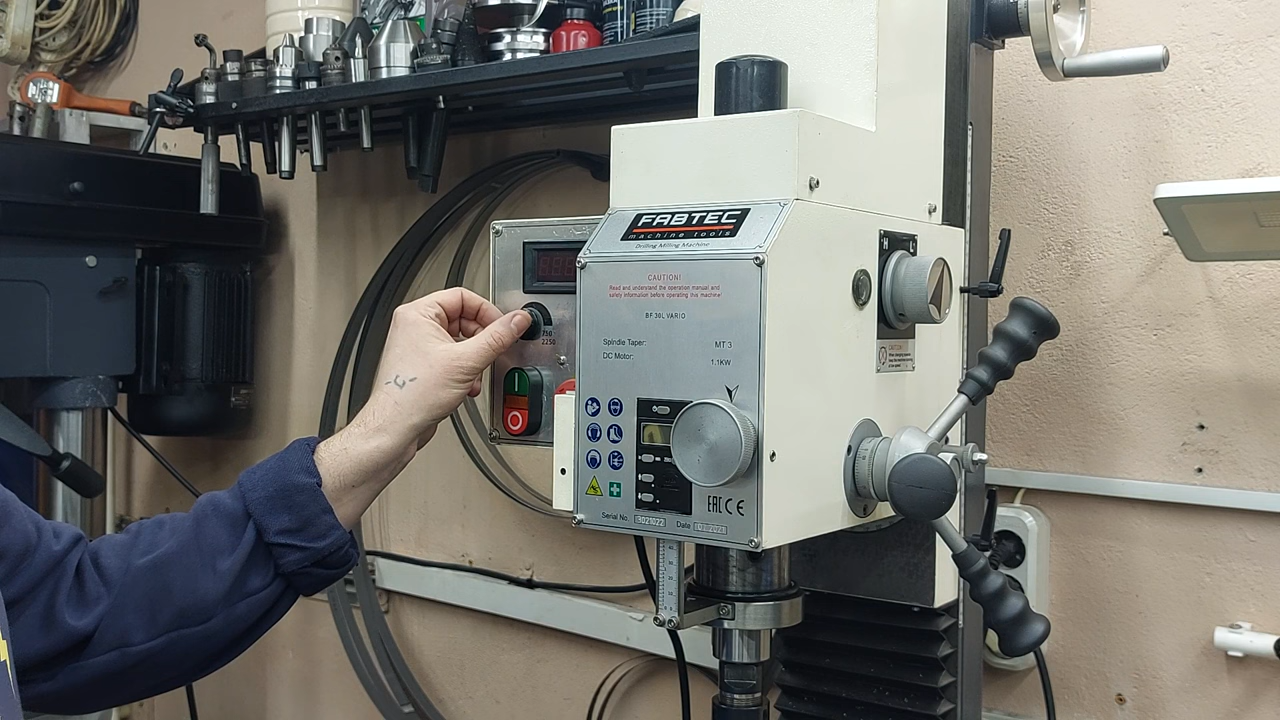 FABTEC
machine tools
Drilling Milling Machine
CAUTION!
Read and understand the operation manual and
safety information before operating this machine
BF 30L VARIO
Spindle Taper: MT 3
DC Motor: 1.1KW
750
2250
H L
EAC CE
Serial No. Date